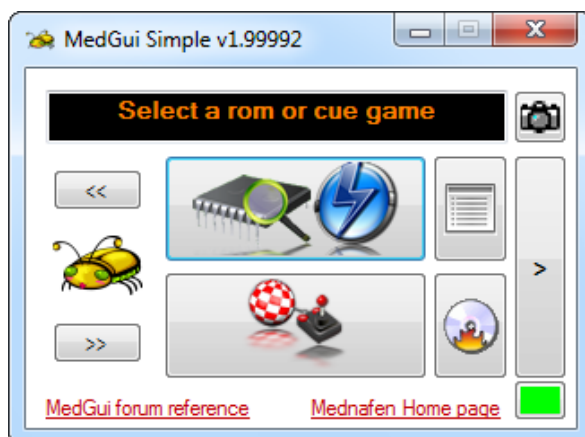 MedGui Simple v1.99992
Select a rom or cue game
<<
>
>>
MedGui forum reference
Mednafen Home page